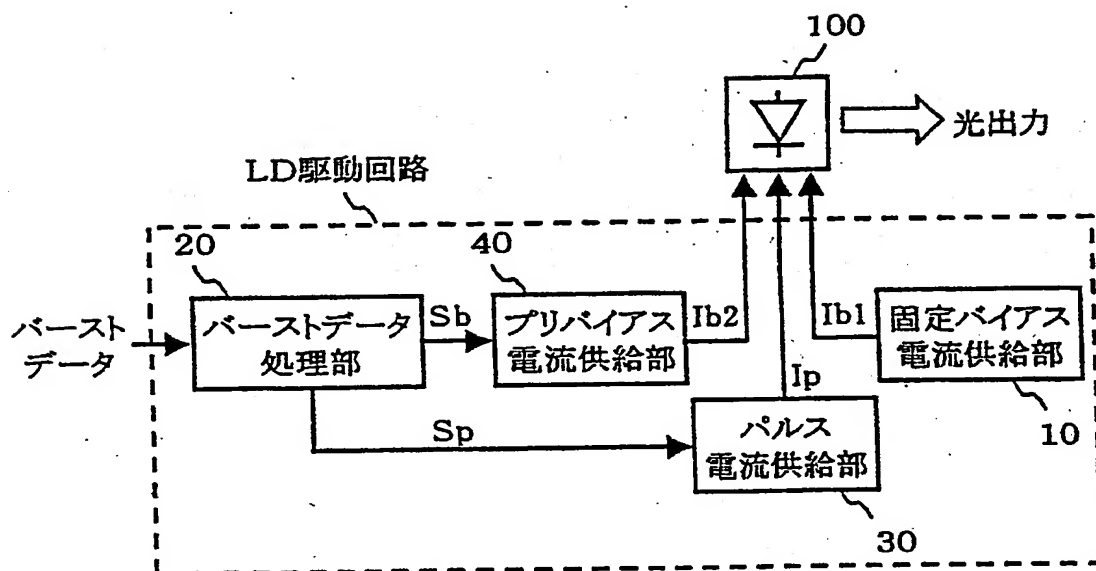 100
光出力
LD駆動回路
20
40
バースト
データ
バーストデータ
処理部
Sb
プリバイアス
電流供給部
Ib2
Ib1
固定バイアス
電流供給部
Ip
Sp
パルス
電流供給部
10
30